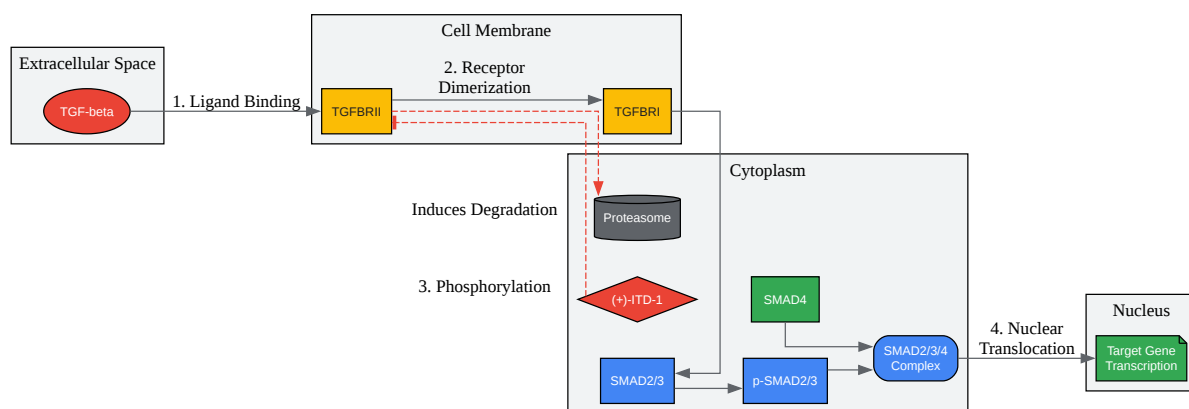 Cell Membrane
Extracellular Space
TGF-beta
1. Ligand Binding
TGFBRII
2. Receptor
Dimerization
TGFBRI
Cytoplasm
Induces Degradation
Proteasome
3. Phosphorylation
(+)-ITD-1
SMAD4
SMAD2/3
p-SMAD2/3
SMAD2/3/4
Complex
4. Nuclear
Translocation
Nucleus
Target Gene
Transcription